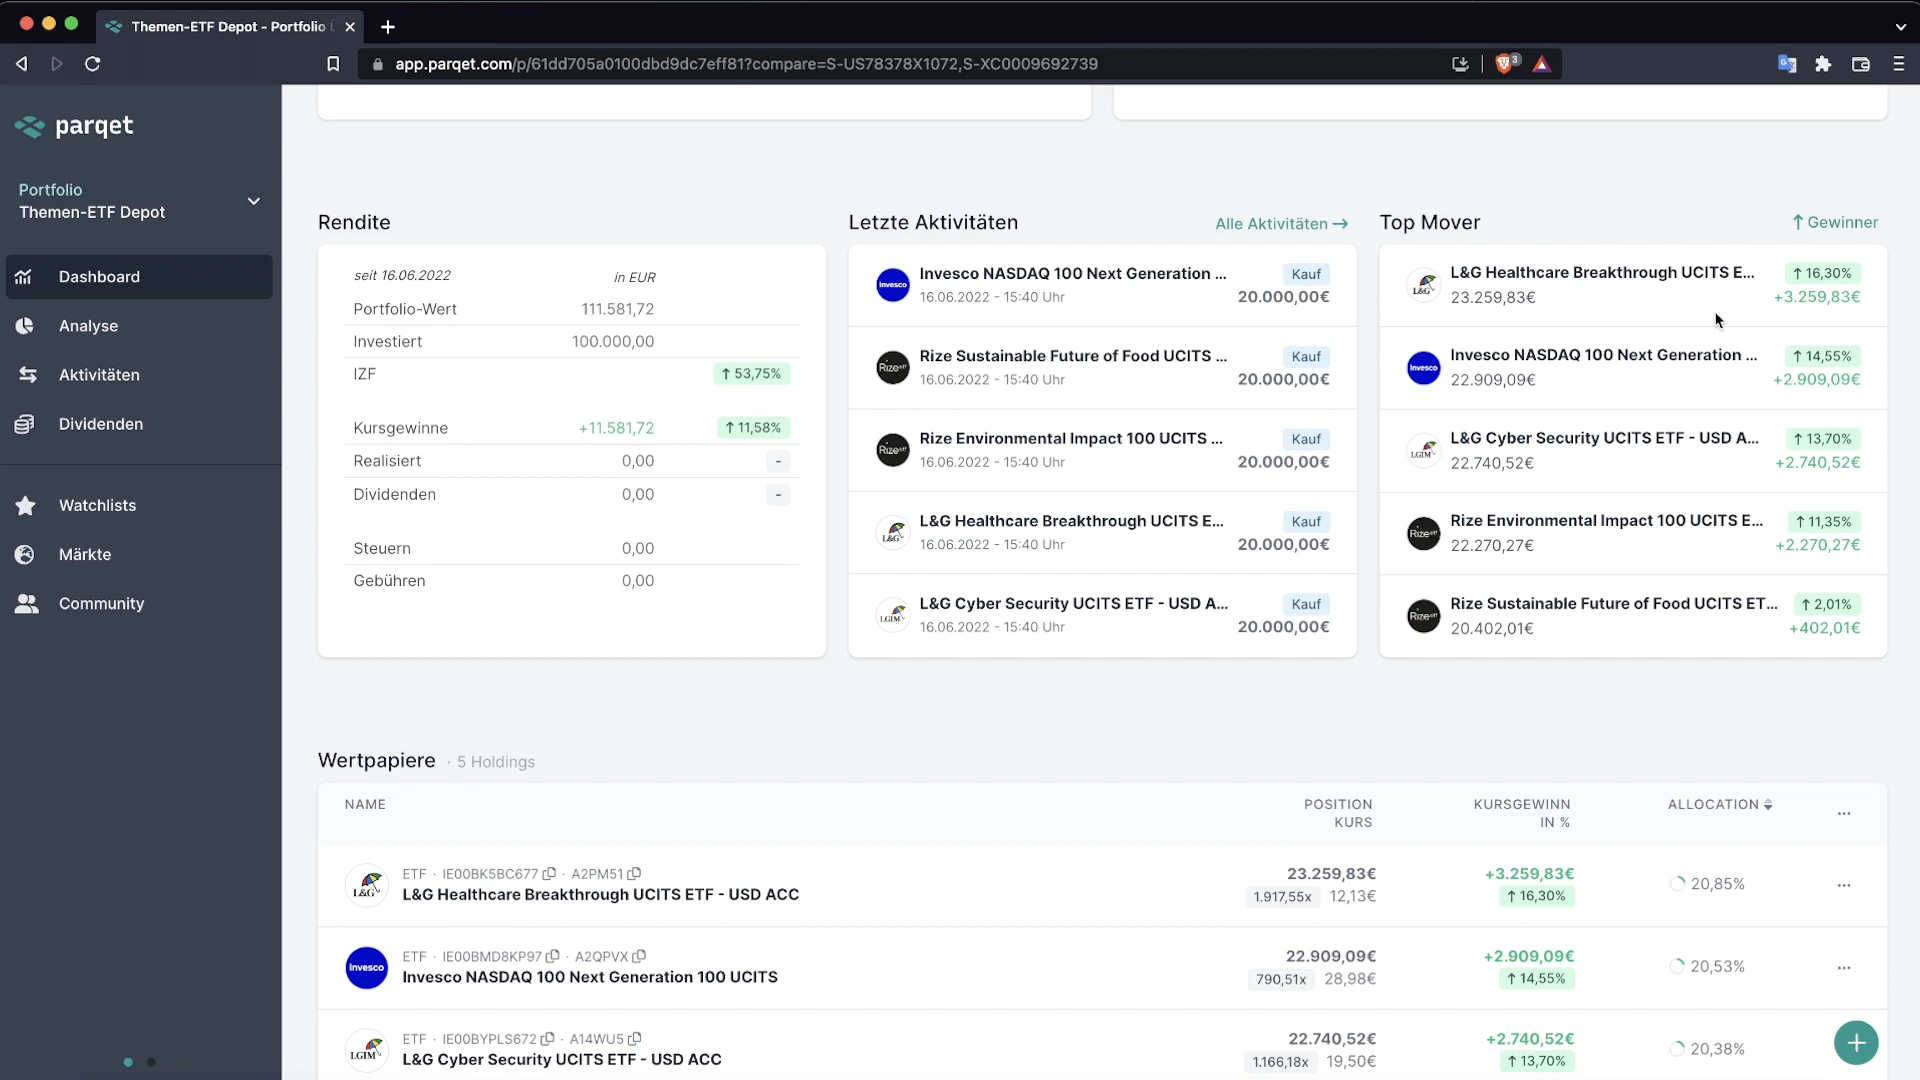 Themen-ETF Depot - Portfolio
app.parqet.com/p/61dd705a0100dbd9dc7eff81?compare=S-US78378X1072,S-XC0009692739
3
parqet
Portfolio
Themen-ETF Depot
Dashboard
Analyse
Aktivitäten
Dividenden
Watchlists
Märkte
Community
Rendite
seit 16.06.2022 in EUR
Portfolio-Wert 111.581,72
Investiert 100.000,00
IZF ↑ 53,75%
Kursgewinne +11.581,72 ↑ 11,58%
Realisiert 0,00 -
Dividenden 0,00 -
Steuern 0,00
Gebühren 0,00
Letzte Aktivitäten Alle Aktivitäten →
Invesco Invesco NASDAQ 100 Next Generation ... Kauf
16.06.2022 - 15:40 Uhr 20.000,00€
Rize Rize Sustainable Future of Food UCITS ... Kauf
16.06.2022 - 15:40 Uhr 20.000,00€
Rize Rize Environmental Impact 100 UCITS ... Kauf
16.06.2022 - 15:40 Uhr 20.000,00€
L&G L&G Healthcare Breakthrough UCITS E... Kauf
16.06.2022 - 15:40 Uhr 20.000,00€
LGIM L&G Cyber Security UCITS ETF - USD A... Kauf
16.06.2022 - 15:40 Uhr 20.000,00€
Top Mover ↑ Gewinner
L&G L&G Healthcare Breakthrough UCITS E... ↑ 16,30%
23.259,83€ +3.259,83€
Invesco Invesco NASDAQ 100 Next Generation ... ↑ 14,55%
22.909,09€ +2.909,09€
LGIM L&G Cyber Security UCITS ETF - USD A... ↑ 13,70%
22.740,52€ +2.740,52€
Rize Rize Environmental Impact 100 UCITS E... ↑ 11,35%
22.270,27€ +2.270,27€
Rize Rize Sustainable Future of Food UCITS ET... ↑ 2,01%
20.402,01€ +402,01€
Wertpapiere · 5 Holdings
NAME POSITION KURSGEWINN ALLOCATION ...
KURS IN %
L&G ETF · IE00BK5BC677 · A2PM51 23.259,83€ +3.259,83€ 20,85% ...
L&G Healthcare Breakthrough UCITS ETF - USD ACC 1.917,55x 12,13€ ↑ 16,30%
Invesco ETF · IE00BMD8KP97 · A2QPVX 22.909,09€ +2.909,09€ 20,53% ...
Invesco NASDAQ 100 Next Generation 100 UCITS 790,51x 28,98€ ↑ 14,55%
LGIM ETF · IE00BYPLS672 · A14WU5 22.740,52€ +2.740,52€ 20,38%
L&G Cyber Security UCITS ETF - USD ACC 1.166,18x 19,50€ ↑ 13,70%